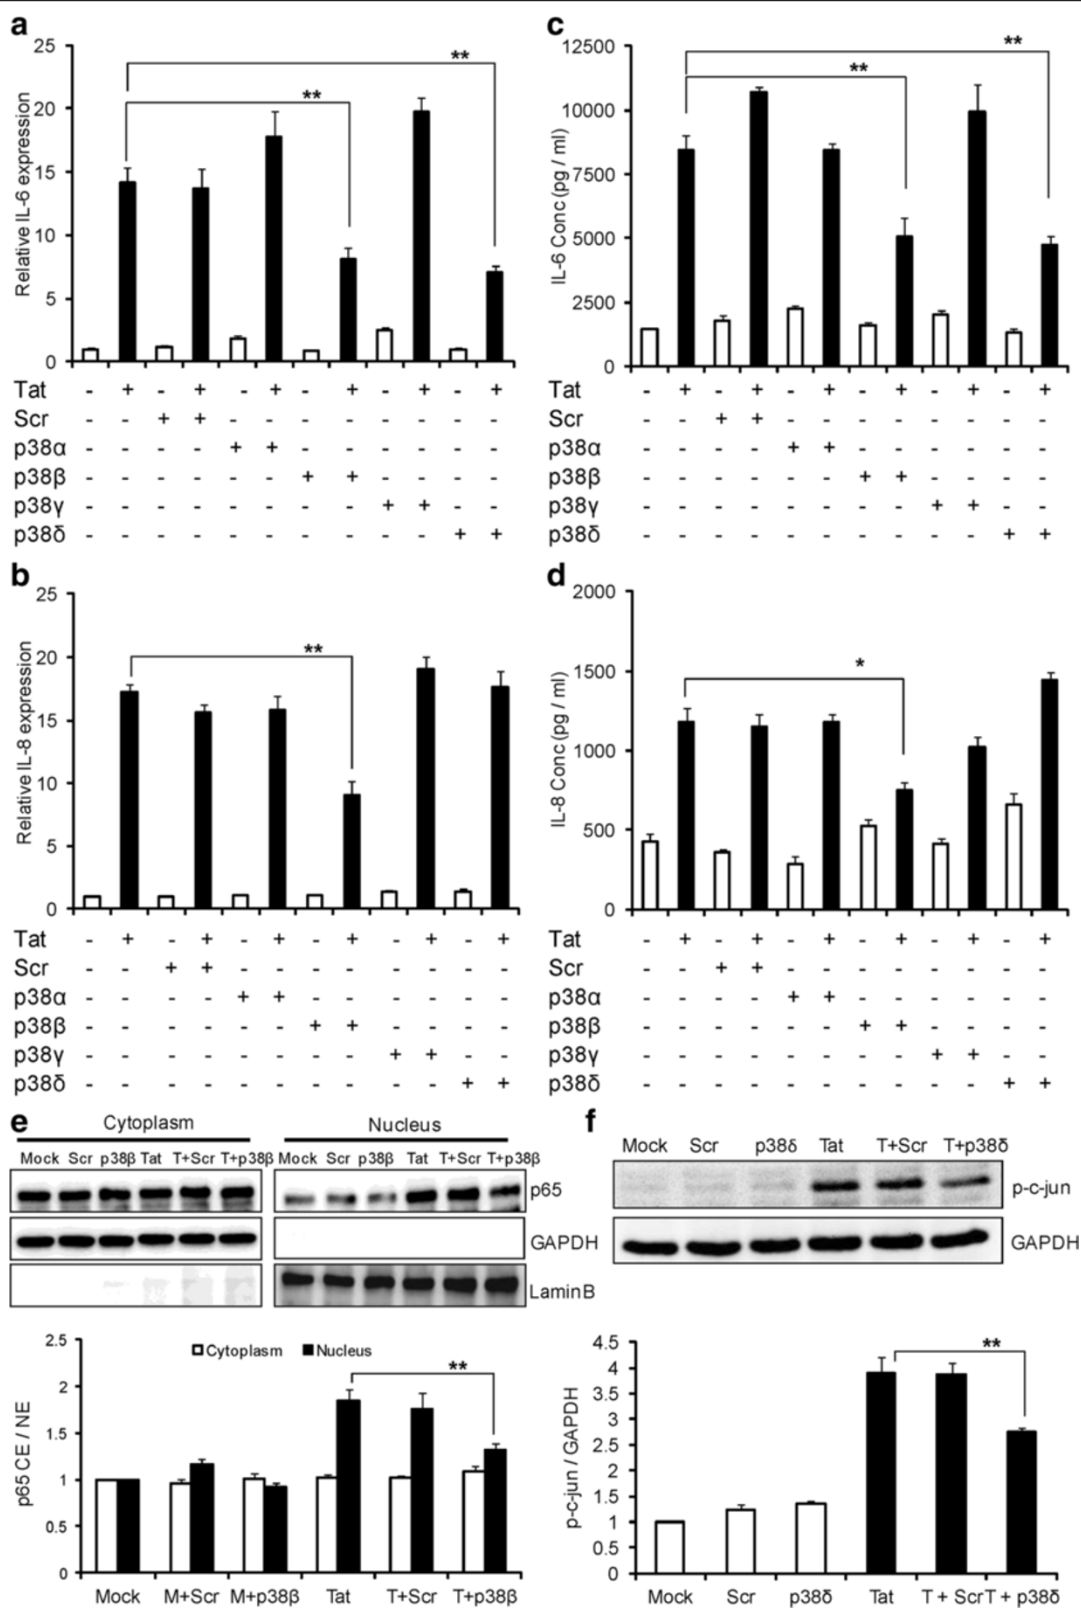 a
25
20
15
10
5
0
Relative IL-6 expression
**
**
Tat - + - + - + - + - + - +
Scr - - + + - - - - - - - -
p38α - - - - + + - - - - - -
p38β - - - - - - + + - - - -
p38γ - - - - - - - - + + - -
p38δ - - - - - - - - - - + +
c
12500
10000
7500
5000
2500
0
IL-6 Conc (pg / ml)
**
**
Tat - + - + - + - + - + - +
Scr - - + + - - - - - - - -
p38α - - - - + + - - - - - -
p38β - - - - - - + + - - - -
p38γ - - - - - - - - + + - -
p38δ - - - - - - - - - - + +
b
25
20
15
10
5
0
Relative IL-8 expression
**
Tat - + - + - + - + - + - +
Scr - - + + - - - - - - - -
p38α - - - - + + - - - - - -
p38β - - - - - - + + - - - -
p38γ - - - - - - - - + + - -
p38δ - - - - - - - - - - + +
d
2000
1500
1000
500
0
IL-8 Conc (pg / ml)
*
Tat - + - + - + - + - + - +
Scr - - + + - - - - - - - -
p38α - - - - + + - - - - - -
p38β - - - - - - + + - - - -
p38γ - - - - - - - - + + - -
p38δ - - - - - - - - - - + +
e
Cytoplasm Nucleus
Mock Scr p38β Tat T+Scr T+p38β Mock Scr p38β Tat T+Scr T+p38β
p65
GAPDH
Lamin B
2.5
2
1.5
1
0.5
0
p65 CE / NE
Cytoplasm Nucleus
**
Mock M+Scr M+p38β Tat T+Scr T+p38β
f
Mock Scr p38δ Tat T+Scr T+p38δ
p-c-jun
GAPDH
4.5
4
3.5
3
2.5
2
1.5
1
0.5
0
p-c-jun / GAPDH
**
Mock Scr p38δ Tat T + Scr T + p38δ